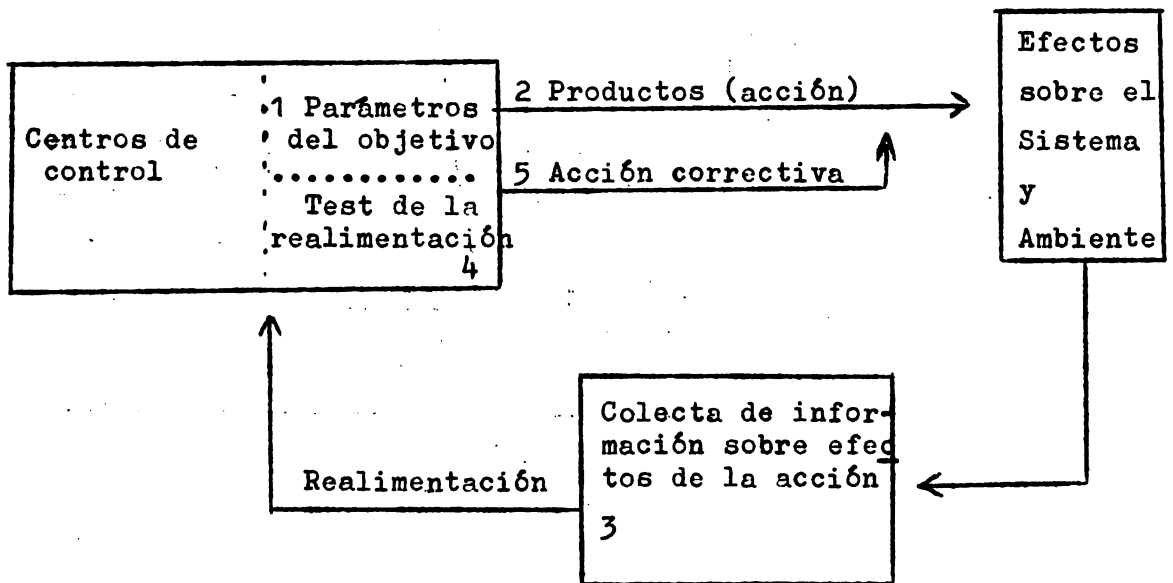 Centros de
control
1 Parámetros
del objetivo
Test de la
realimentación
4
2 Productos (acción)
5 Acción correctiva
Efectos
sobre el
Sistema
y
Ambiente
Colecta de infor-
mación sobre efec
tos de la acción
3
Realimentación